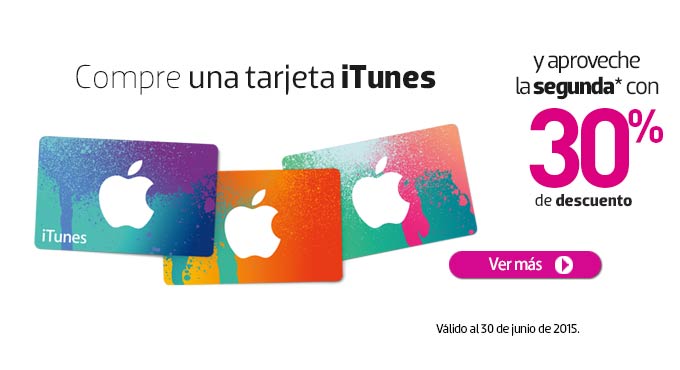 Compre una tarjeta iTunes
y aproveche
la segunda* con
30%
de descuento
iTunes
Ver más
Válido al 30 de junio de 2015.